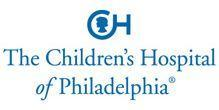 CH
The Children's Hospital
of Philadelphia®